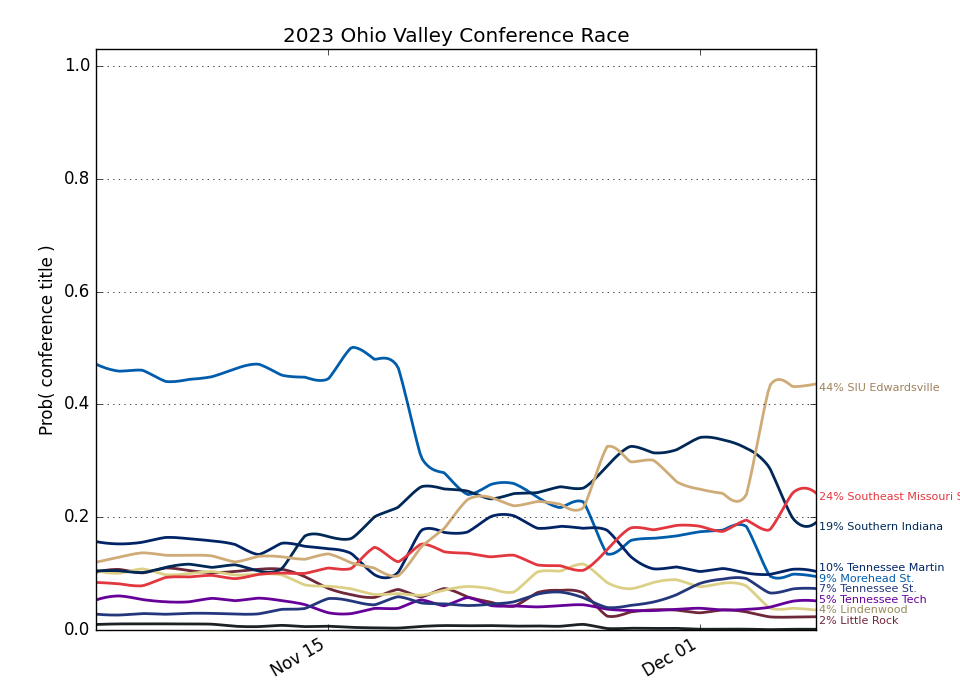 2023 Ohio Valley Conference Race
1.0
0.8
0.6
0.4
0.2
0.0
Prob( conference title )
Nov 15
Dec 01
44% SIU Edwardsville
24% Southeast Missouri S
19% Southern Indiana
10% Tennessee Martin
9% Morehead St.
7% Tennessee St.
5% Tennessee Tech
4% Lindenwood
2% Little Rock